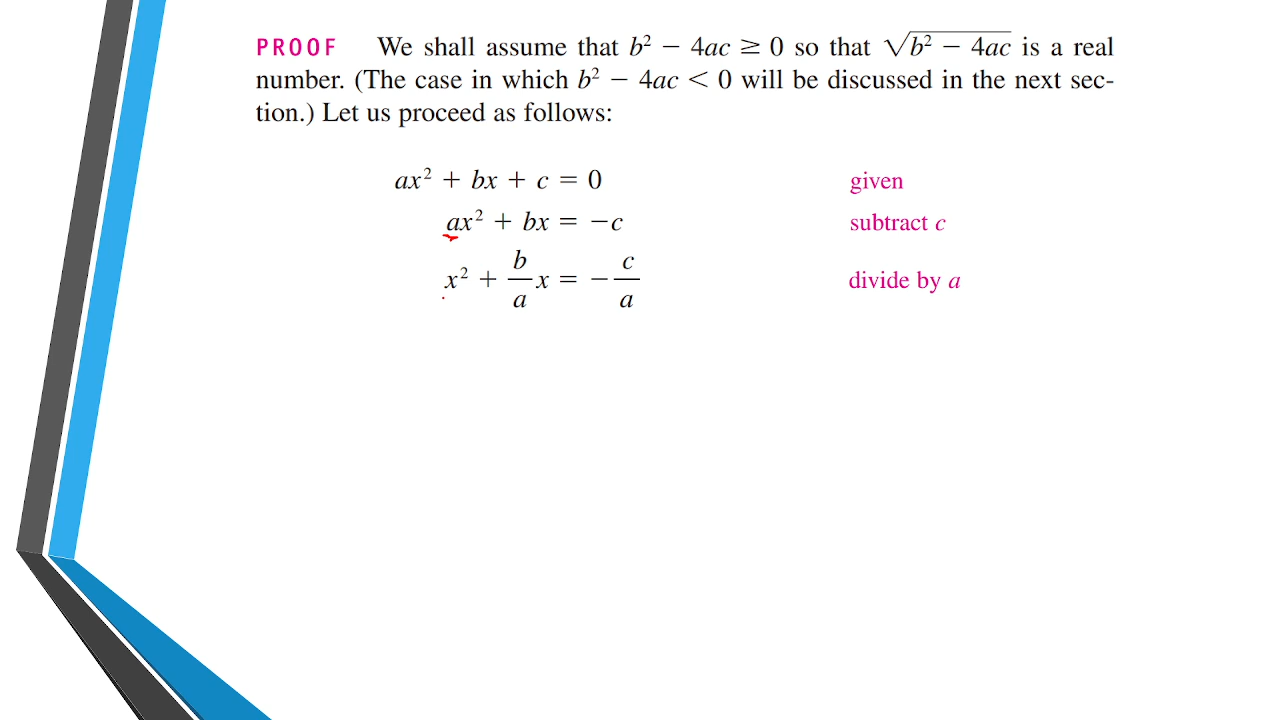 PROOF We shall assume that b² − 4ac ≥ 0 so that √(b² − 4ac) is a real
number. (The case in which b² − 4ac < 0 will be discussed in the next sec-
tion.) Let us proceed as follows:
ax² + bx + c = 0 given
ax² + bx = −c subtract c
x² + b/a x = − c/a divide by a